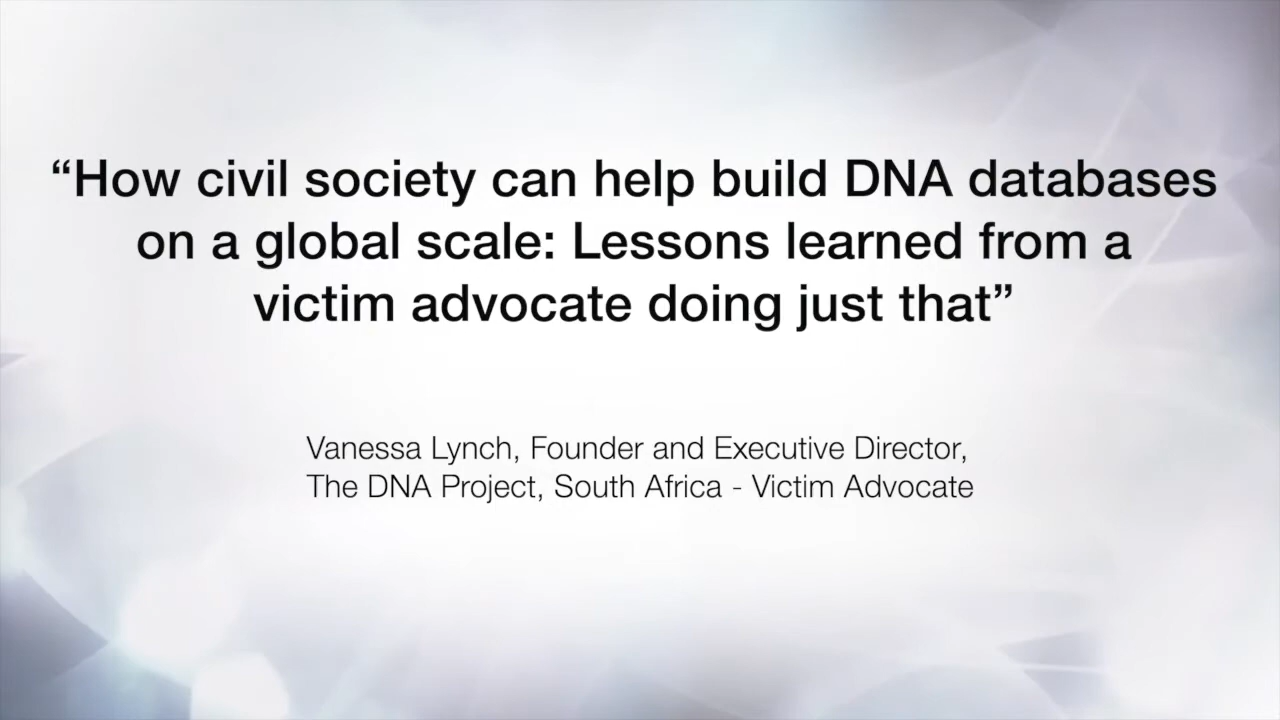 “How civil society can help build DNA databases
on a global scale: Lessons learned from a
victim advocate doing just that”
Vanessa Lynch, Founder and Executive Director,
The DNA Project, South Africa - Victim Advocate